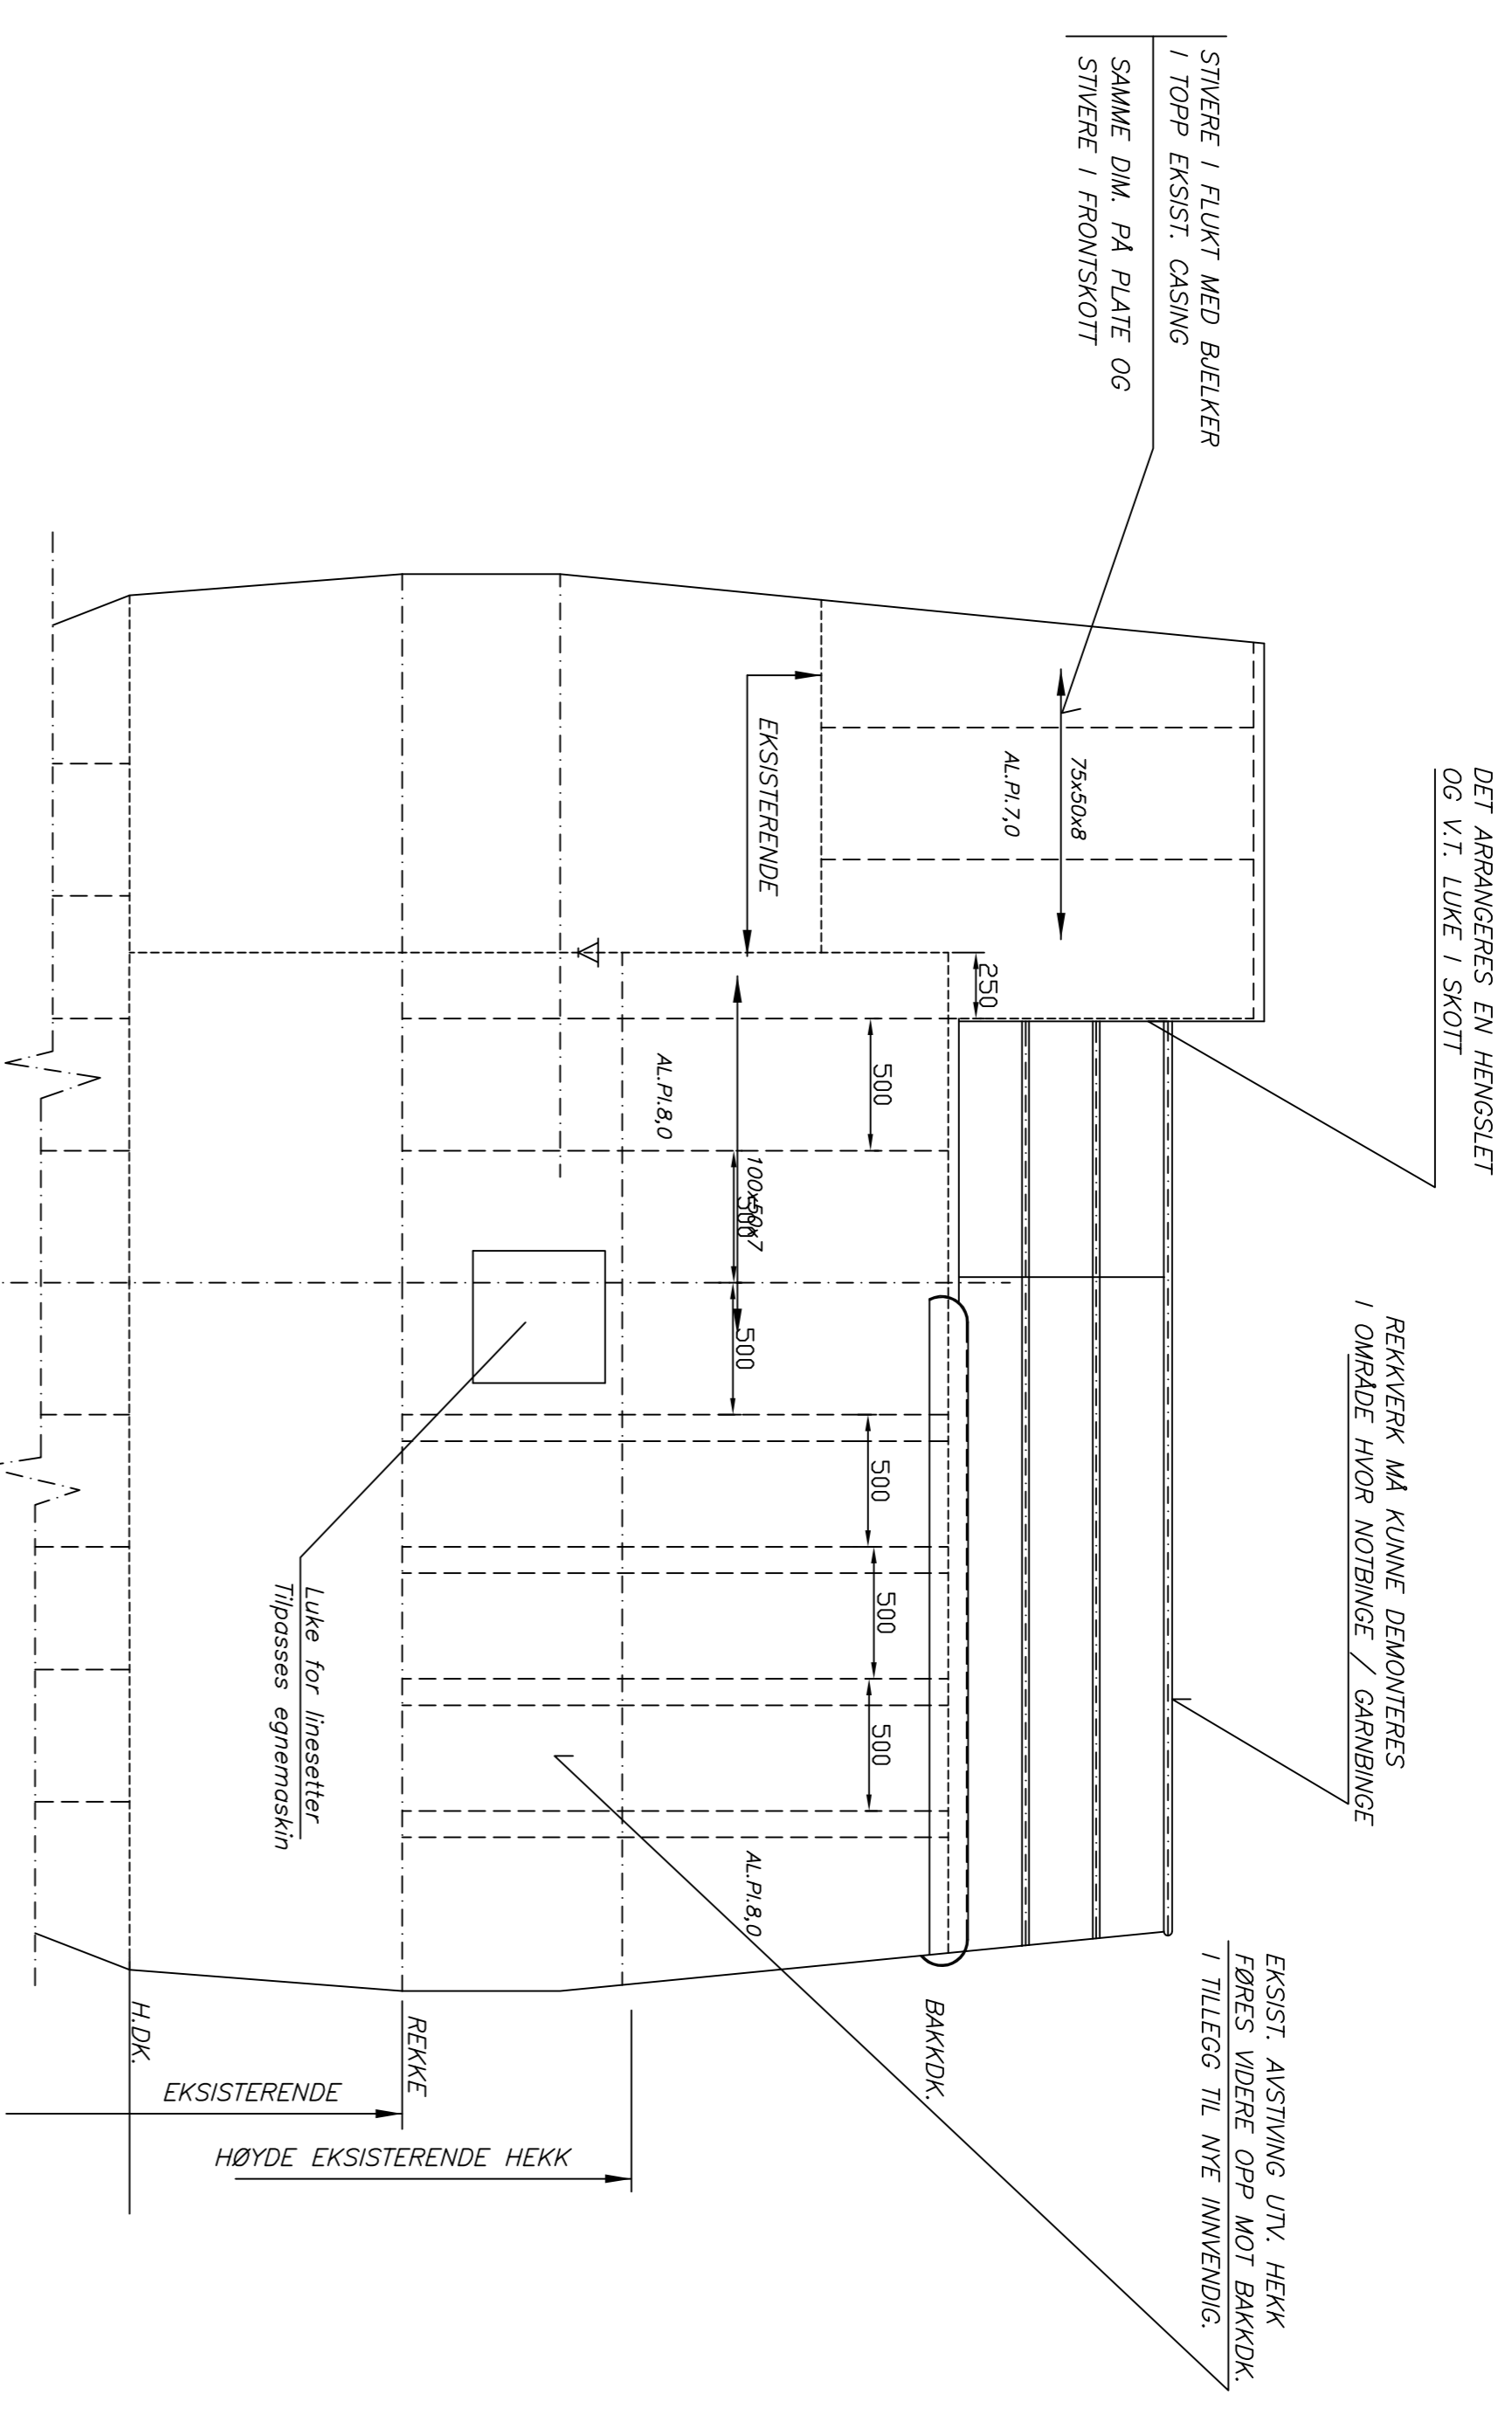 STIVERE I FLUKT MED BJELKER
I TOPP EKSIST. CASING
SAMME DIM. PÅ PLATE OG
STIVERE I FRONTSKOTT
DET ARRANGERES EN HENGSLET
OG V.T. LUKE I SKOTT
REKKVERK MÅ KUNNE DEMONTERES
I OMRÅDE HVOR NOTBINGE / GARNBINGE
EKSIST. AVSTIVING UTV. HEKK
FØRES VIDERE OPP MOT BAKKDK.
I TILLEGG TIL NYE INNVENDIG.
75x50x8
AL.Pl.7,0
EKSISTERENDE
250
500
AL.Pl.8,0
100x50x7
500
500
500
500
500
AL.Pl.8,0
BAKKDK.
Luke for linesetter
Tilpasses egnemaskin
REKKE
H.DK.
EKSISTERENDE
HØYDE EKSISTERENDE HEKK